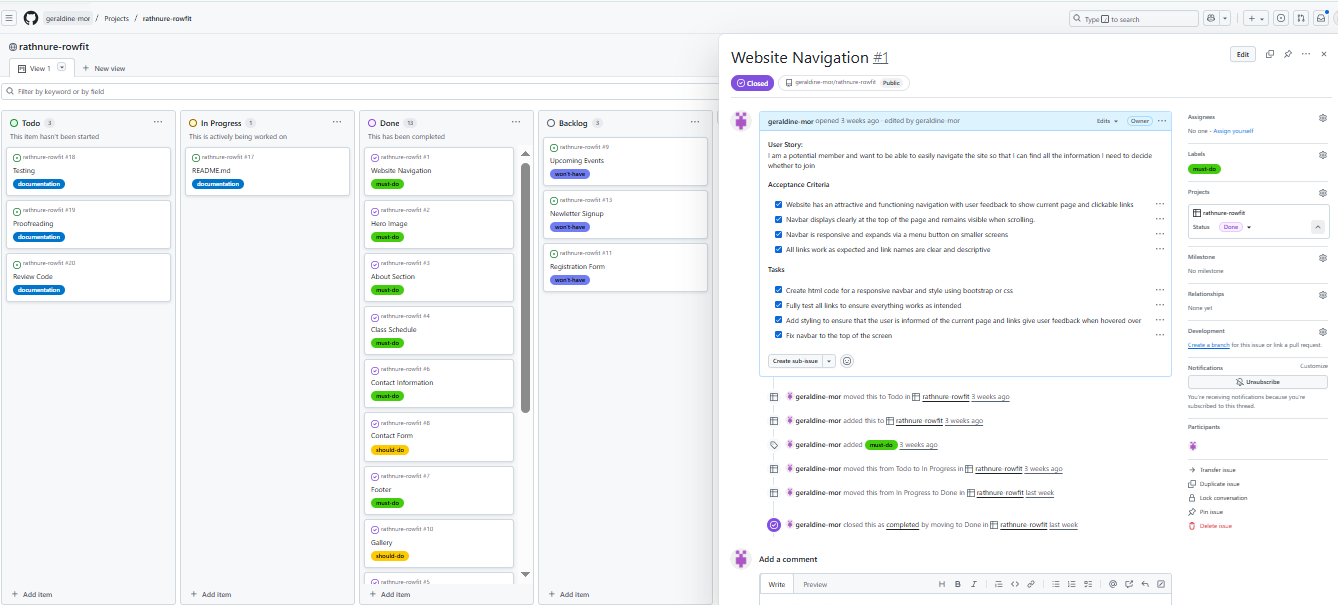 geraldine-mor / Projects / rathnure-rowfit
Type / to search
rathnure-rowfit
View 1
New view
Filter by keyword or by field
Todo 3
This item hasn't been started
rathnure-rowfit #18
Testing
documentation
rathnure-rowfit #19
Proofreading
documentation
rathnure-rowfit #20
Review Code
documentation
Add item
In Progress 1
This is actively being worked on
rathnure-rowfit #17
README.md
documentation
Add item
Done 13
This has been completed
rathnure-rowfit #1
Website Navigation
must-do
rathnure-rowfit #2
Hero Image
must-do
rathnure-rowfit #3
About Section
must-do
rathnure-rowfit #4
Class Schedule
must-do
rathnure-rowfit #6
Contact Information
must-do
rathnure-rowfit #8
Contact Form
should-do
rathnure-rowfit #7
Footer
must-do
rathnure-rowfit #10
Gallery
should-do
rathnure-rowfit #5
Add item
Backlog 3
rathnure-rowfit #9
Upcoming Events
won't-have
rathnure-rowfit #13
Newletter Signup
won't-have
rathnure-rowfit #11
Registration Form
won't-have
Add item
Website Navigation #1
Edit
Closed
geraldine-mor/rathnure-rowfit Public
geraldine-mor opened 3 weeks ago · edited by geraldine-mor
Edits
Owner
User Story:
I am a potential member and want to be able to easily navigate the site so that I can find all the information I need to decide
whether to join
Acceptance Criteria
Website has an attractive and functioning navigation with user feedback to show current page and clickable links
Navbar displays clearly at the top of the page and remains visible when scrolling.
Navbar is responsive and expands via a menu button on smaller screens
All links work as expected and link names are clear and descriptive
Tasks
Create html code for a responsive navbar and style using bootstrap or css
Fully test all links to ensure everything works as intended
Add styling to ensure that the user is informed of the current page and links give user feedback when hovered over
Fix navbar to the top of the screen
Create sub-issue
geraldine-mor moved this to Todo in rathnure-rowfit 3 weeks ago
geraldine-mor added this to rathnure-rowfit 3 weeks ago
geraldine-mor added must-do 3 weeks ago
geraldine-mor moved this from Todo to In Progress in rathnure-rowfit 3 weeks ago
geraldine-mor moved this from In Progress to Done in rathnure-rowfit last week
geraldine-mor closed this as completed by moving to Done in rathnure-rowfit last week
Add a comment
Write
Preview
H B I
Assignees
No one - Assign yourself
Labels
must-do
Projects
rathnure-rowfit
Status Done
Milestone
No milestone
Relationships
None yet
Development
Create a branch for this issue or link a pull request.
Notifications
Customize
Unsubscribe
You're receiving notifications because you're
subscribed to this thread.
Participants
Transfer issue
Duplicate issue
Lock conversation
Pin issue
Delete issue